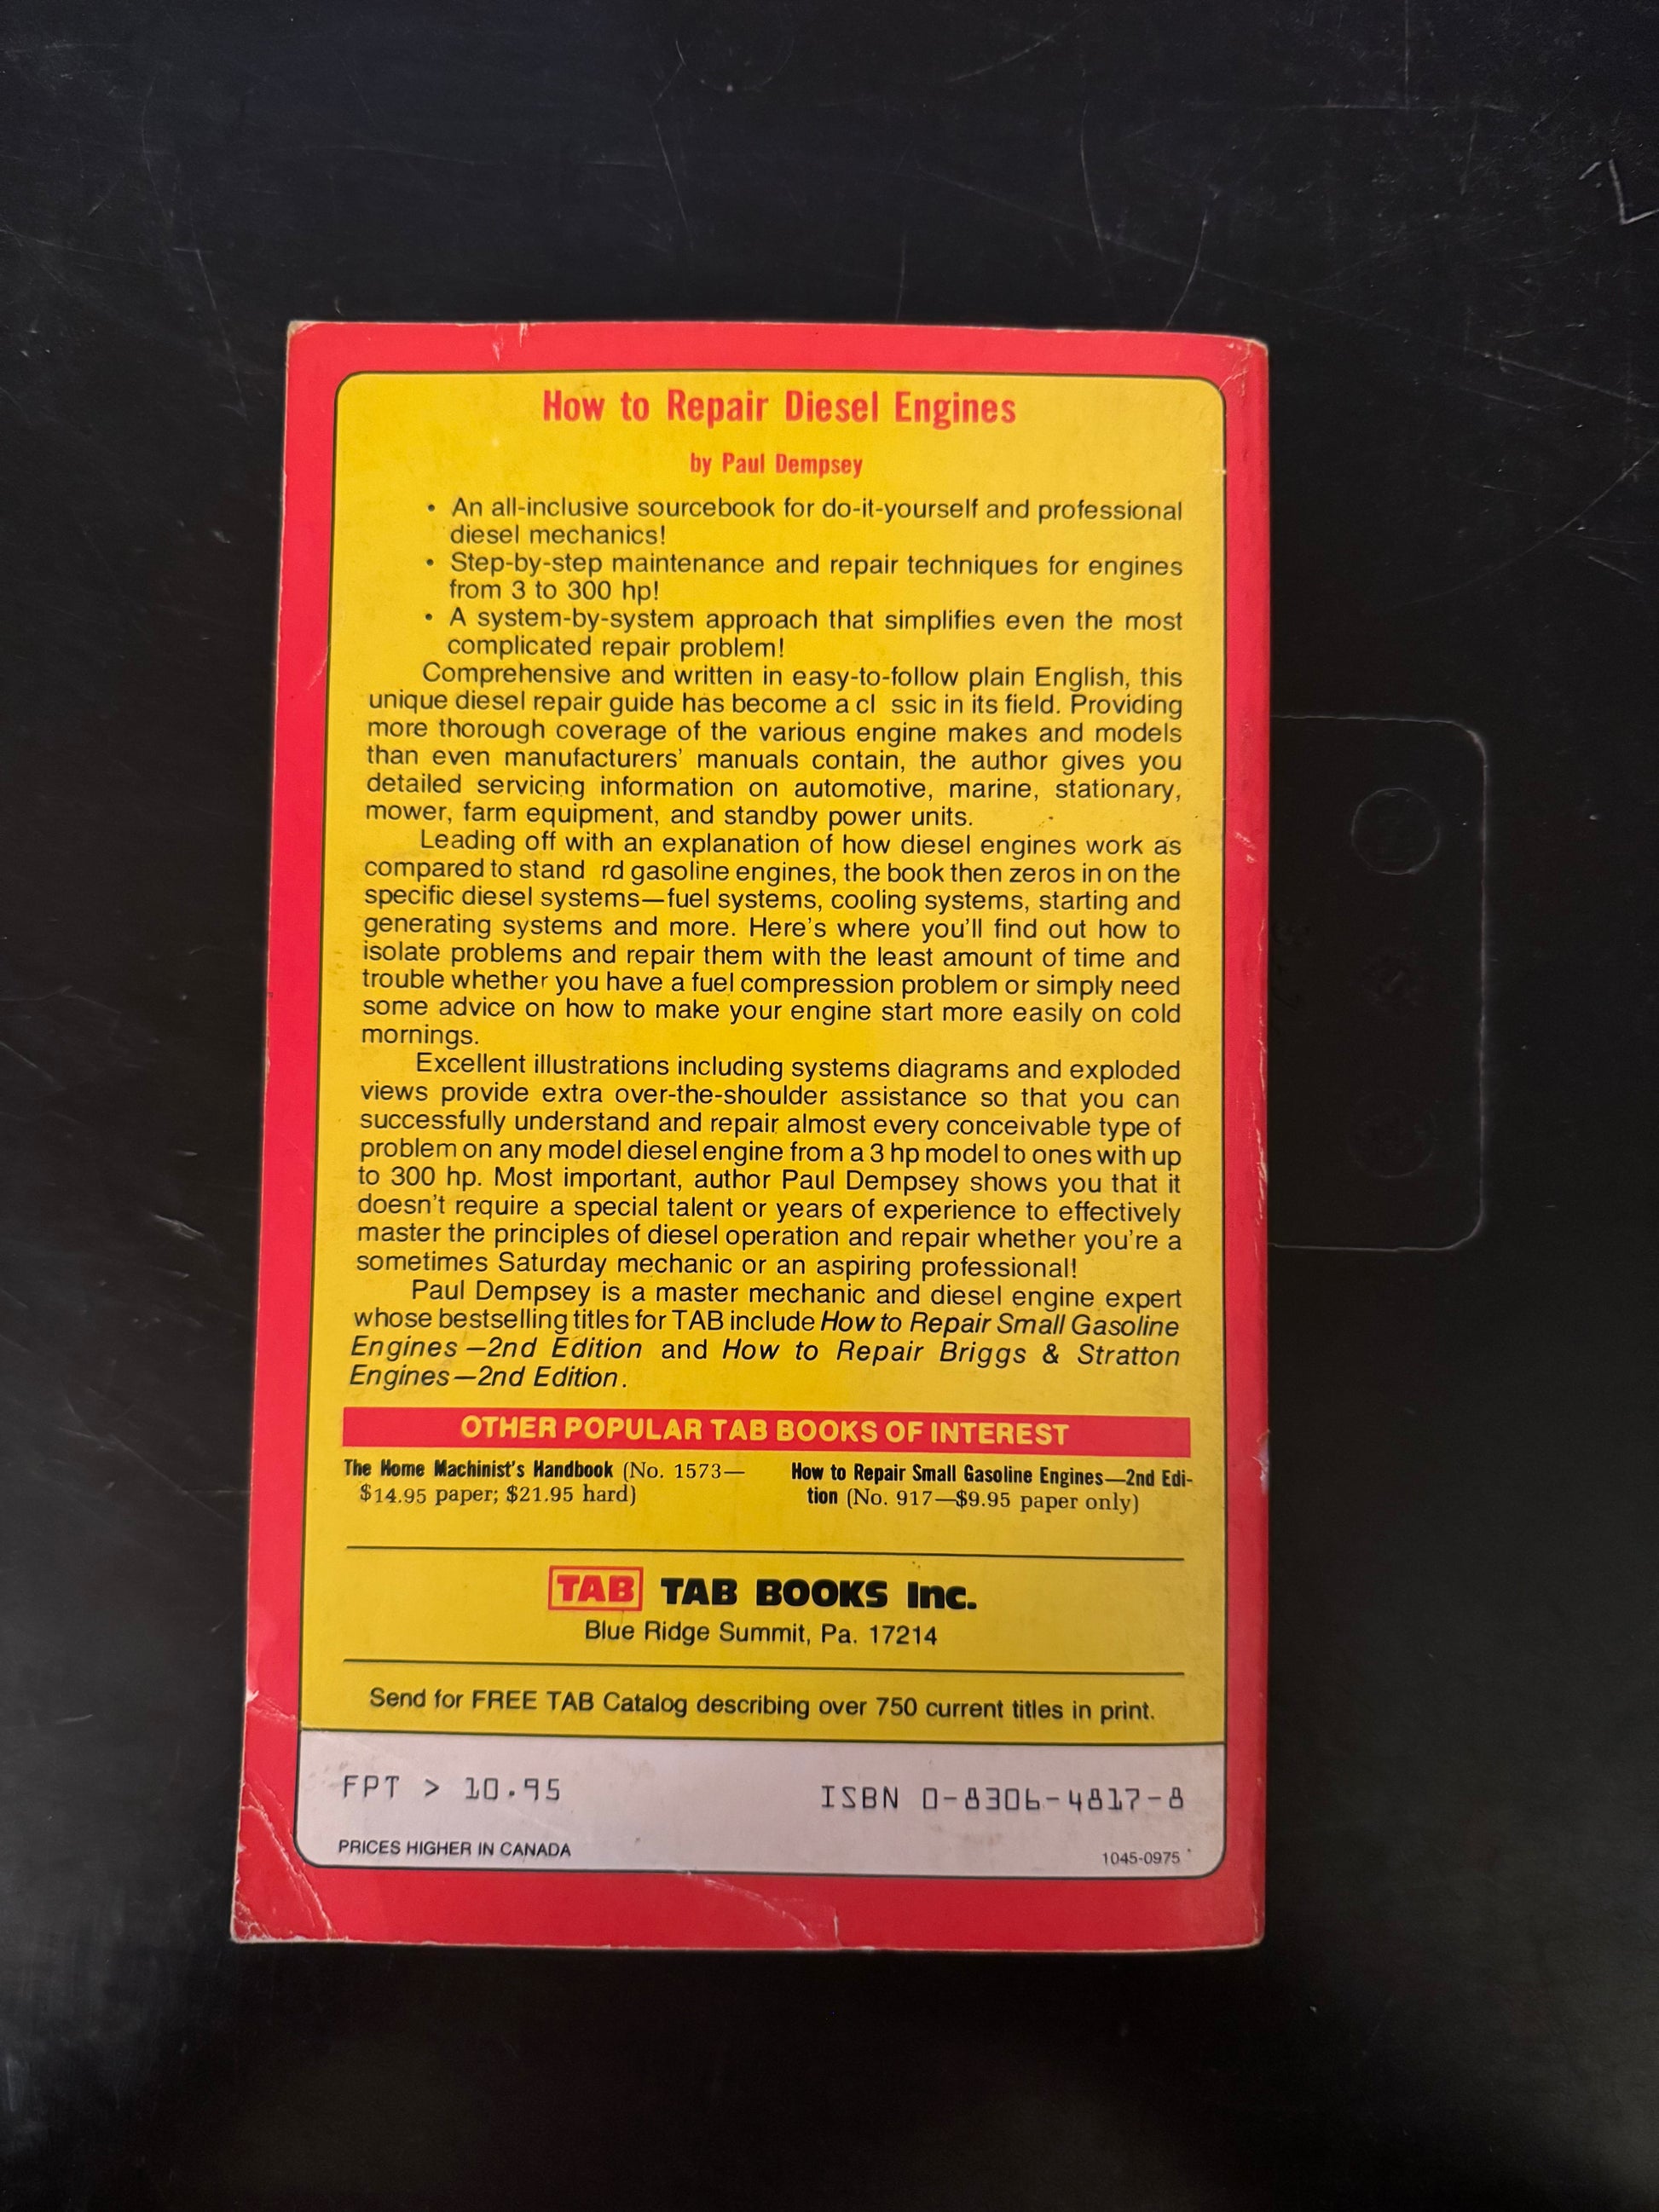 How to Repair Diesel Engines
by Paul Dempsey
• An all-inclusive sourcebook for do-it-yourself and professional
diesel mechanics!
• Step-by-step maintenance and repair techniques for engines
from 3 to 300 hp!
• A system-by-system approach that simplifies even the most
complicated repair problem!
Comprehensive and written in easy-to-follow plain English, this
unique diesel repair guide has become a cl ssic in its field. Providing
more thorough coverage of the various engine makes and models
than even manufacturers' manuals contain, the author gives you
detailed servicing information on automotive, marine, stationary,
mower, farm equipment, and standby power units.
Leading off with an explanation of how diesel engines work as
compared to stand rd gasoline engines, the book then zeros in on the
specific diesel systems—fuel systems, cooling systems, starting and
generating systems and more. Here's where you'll find out how to
isolate problems and repair them with the least amount of time and
trouble whether you have a fuel compression problem or simply need
some advice on how to make your engine start more easily on cold
mornings.
Excellent illustrations including systems diagrams and exploded
views provide extra over-the-shoulder assistance so that you can
successfully understand and repair almost every conceivable type of
problem on any model diesel engine from a 3 hp model to ones with up
to 300 hp. Most important, author Paul Dempsey shows you that it
doesn't require a special talent or years of experience to effectively
master the principles of diesel operation and repair whether you're a
sometimes Saturday mechanic or an aspiring professional!
Paul Dempsey is a master mechanic and diesel engine expert
whose bestselling titles for TAB include How to Repair Small Gasoline
Engines—2nd Edition and How to Repair Briggs & Stratton
Engines—2nd Edition.
OTHER POPULAR TAB BOOKS OF INTEREST
The Home Machinist's Handbook (No. 1573—
$14.95 paper; $21.95 hard)
How to Repair Small Gasoline Engines—2nd Edi-
tion (No. 917—$9.95 paper only)
TAB TAB BOOKS Inc.
Blue Ridge Summit, Pa. 17214
Send for FREE TAB Catalog describing over 750 current titles in print.
FPT > 10.95
ISBN 0-8306-4817-8
PRICES HIGHER IN CANADA
1045-0975